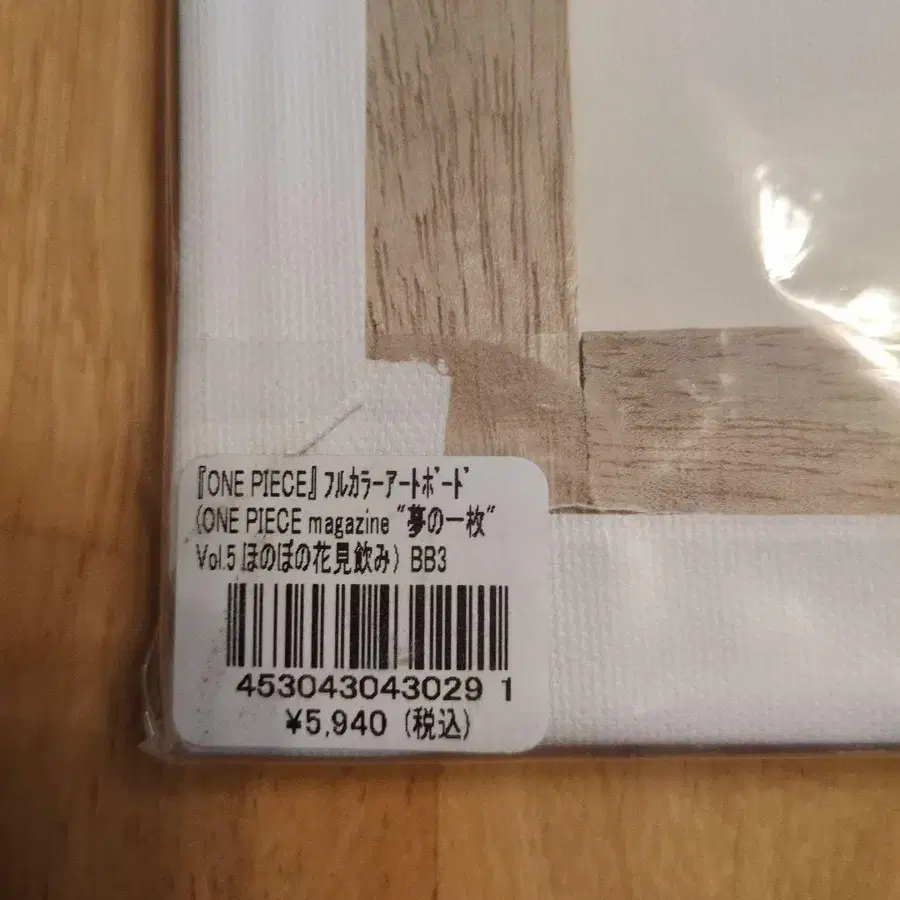 『ONE PIECE』ﾌﾙｶﾗｰｱｰﾄﾎﾞｰﾄﾞ
(ONE PIECE magazine “夢の一枚”
Vol.5 ほのぼの花見飲み) BB3
453043043029 1
¥5,940 (税込)